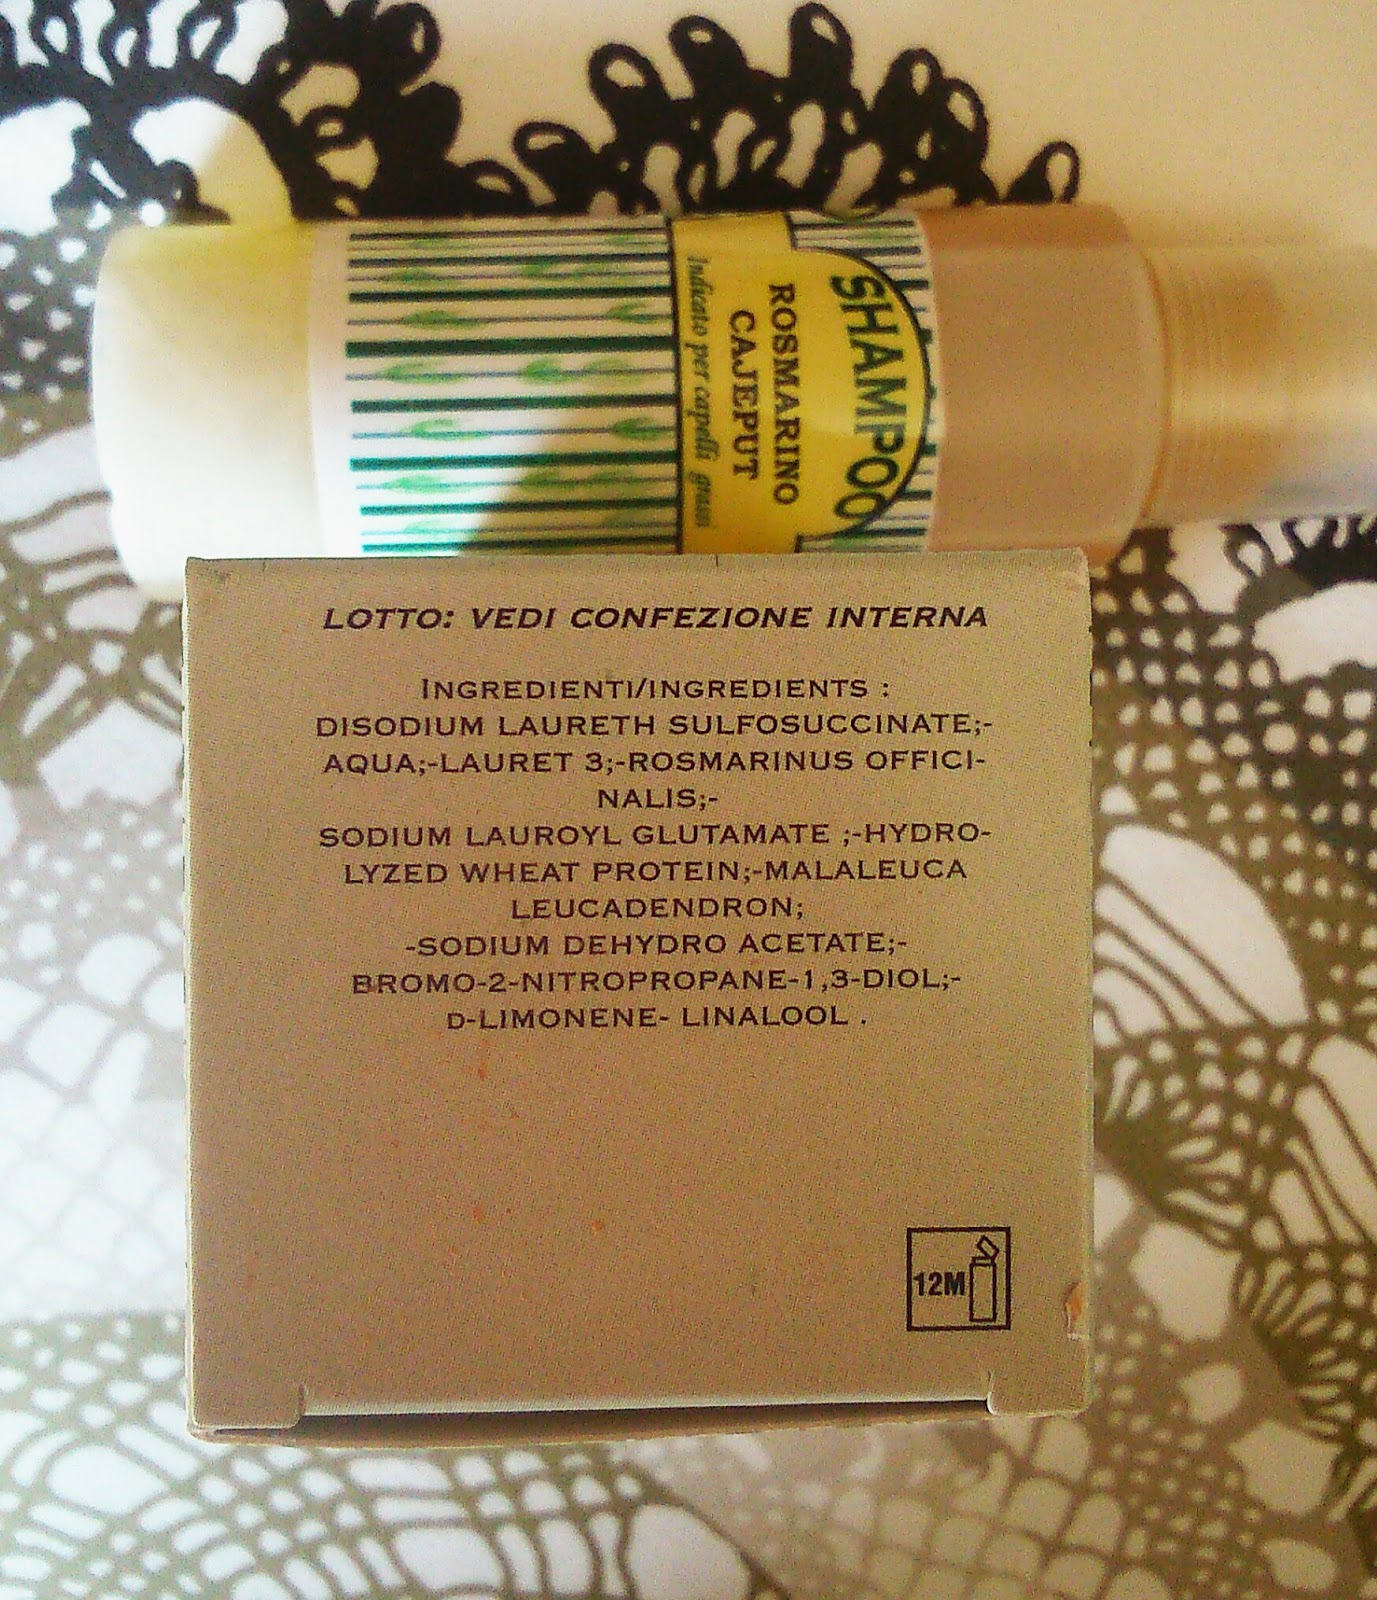 SHAMPOO
ROSMARINO
CAJEPUT
Indicato per capelli grassi
LOTTO: VEDI CONFEZIONE INTERNA
INGREDIENTI/INGREDIENTS :
DISODIUM LAURETH SULFOSUCCINATE;-
AQUA;-LAURET 3;-ROSMARINUS OFFICI-
NALIS;-
SODIUM LAUROYL GLUTAMATE ;-HYDRO-
LYZED WHEAT PROTEIN;-MALALEUCA
LEUCADENDRON;
-SODIUM DEHYDRO ACETATE;-
BROMO-2-NITROPROPANE-1,3-DIOL;-
D-LIMONENE- LINALOOL .
12M